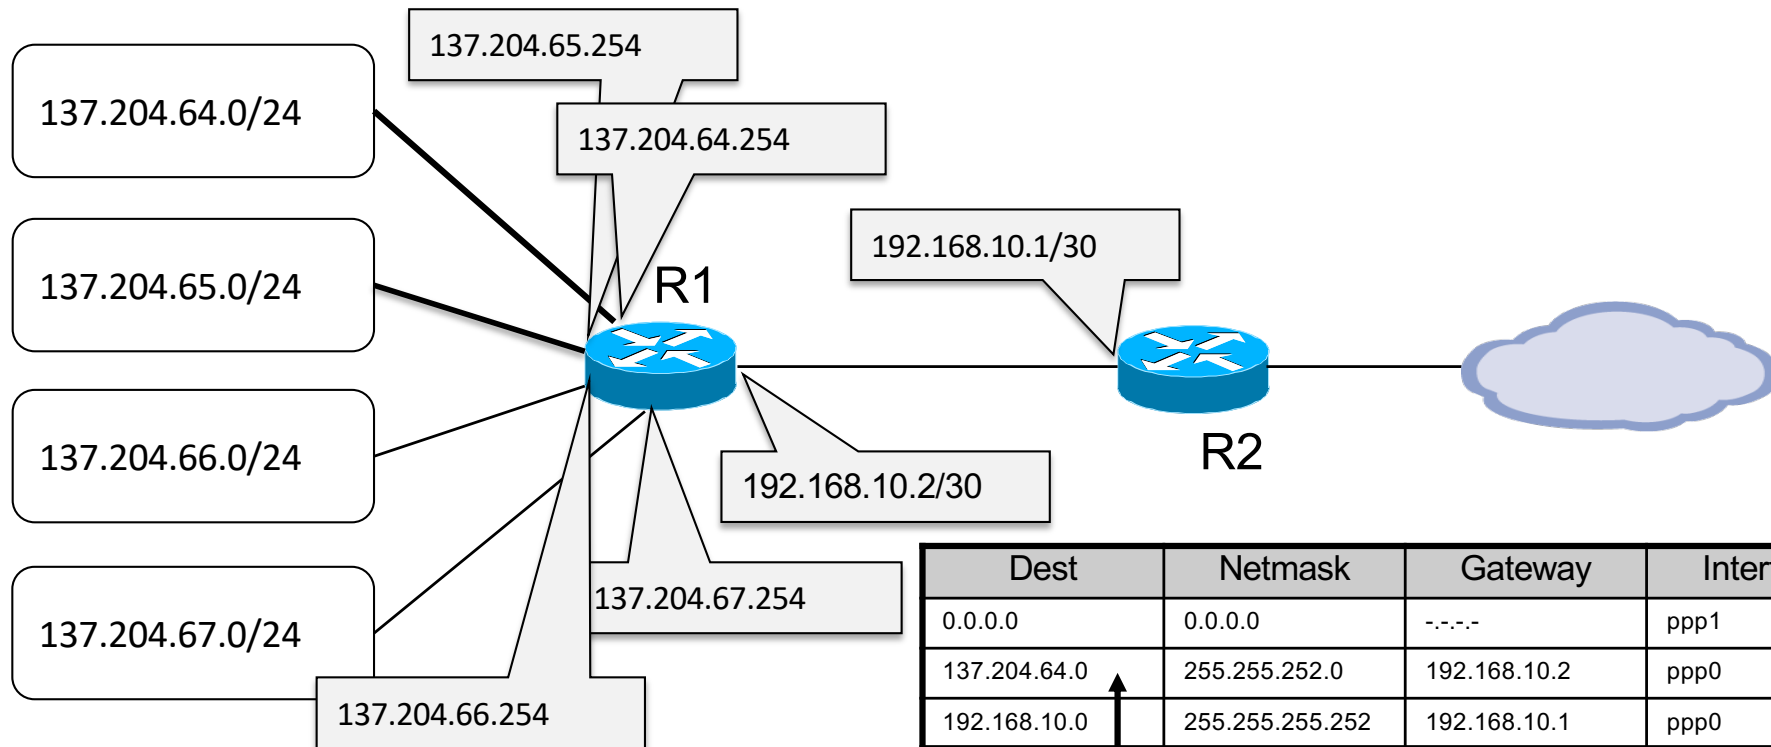 137.204.65.254
137.204.64.0/24
137.204.64.254
192.168.10.1/30
137.204.65.0/24
R1
137.204.66.0/24
R2
192.168.10.2/30
137.204.67.254
137.204.67.0/24
137.204.66.254
Dest Netmask Gateway
0.0.0.0 0.0.0.0 -.-.-.- ppp1
137.204.64.0 255.255.252.0 192.168.10.2 ppp0
192.168.10.0 255.255.255.252 192.168.10.1 ppp0